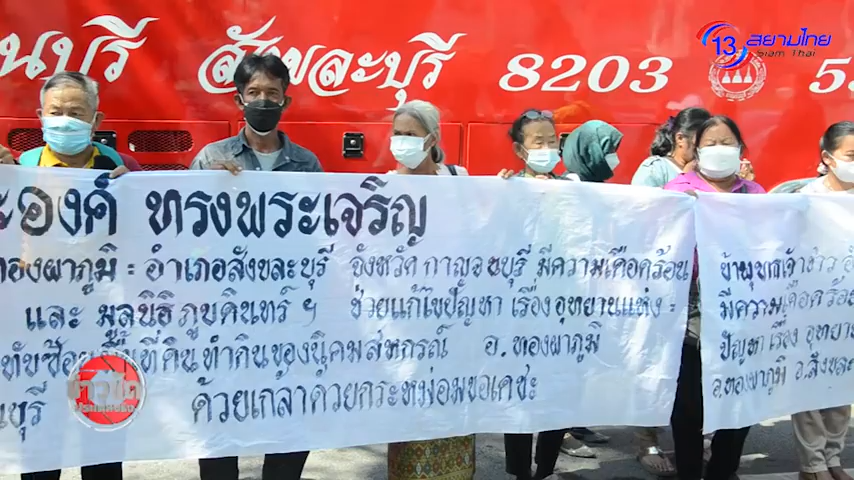 นบุรี สังขละบุรี 8203 5
13 สยามไทย
Siam Thai
ะองค์ ทรงพระเจริญ
ทองผาภูมิ = อำเภอสังขละบุรี จังหวัด กาญจนบุรี มีความเดือดร้อน
และ มูลนิธิภูบดินทร์ ฯ ช่วยแก้ไขปัญหา เรื่อง อุทยานแห่ง =
ทับซ้อน ที่ดินทำกินของนิคมสหกรณ์ อ.ทองผาภูมิ
นบุรี ด้วยเกล้าด้วยกระหม่อมขอเดชะ
ข้าพุทธเจ้าชาว อ
มีความเดือดร้อ
ปัญหา เรื่อง อุทยา
อ.ทองผาภูมิ อ.สังขละ